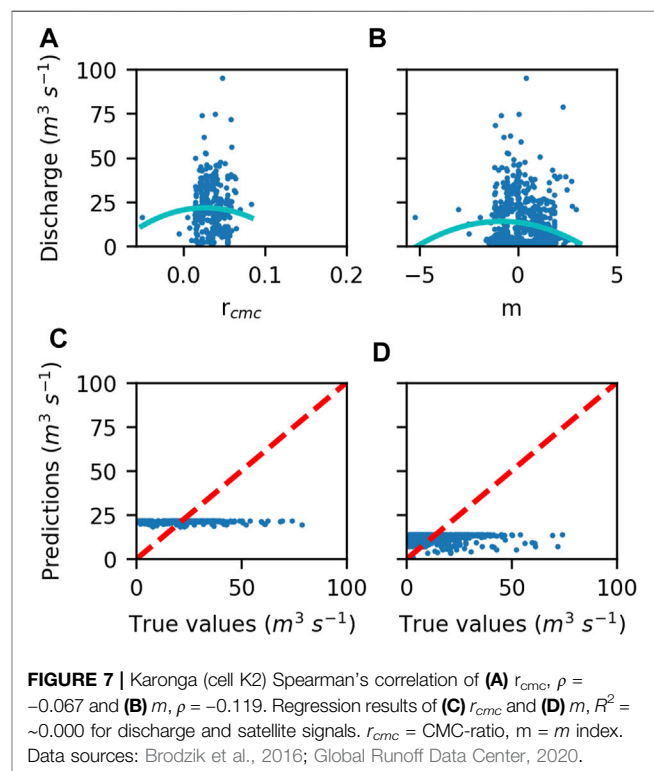 A
B
100
75
50
25
0
Discharge (m³ s⁻¹)
0.0
0.1
0.2
r_cmc
−5
0
5
m
C
D
100
75
50
25
0
Predictions (m³ s⁻¹)
0
50
100
True values (m³ s⁻¹)
0
50
100
True values (m³ s⁻¹)
FIGURE 7 | Karonga (cell K2) Spearman's correlation of (A) r_cmc, ρ =
−0.067 and (B) m, ρ = −0.119. Regression results of (C) r_cmc and (D) m, R² =
~0.000 for discharge and satellite signals. r_cmc = CMC-ratio, m = m index.
Data sources: Brodzik et al., 2016; Global Runoff Data Center, 2020.